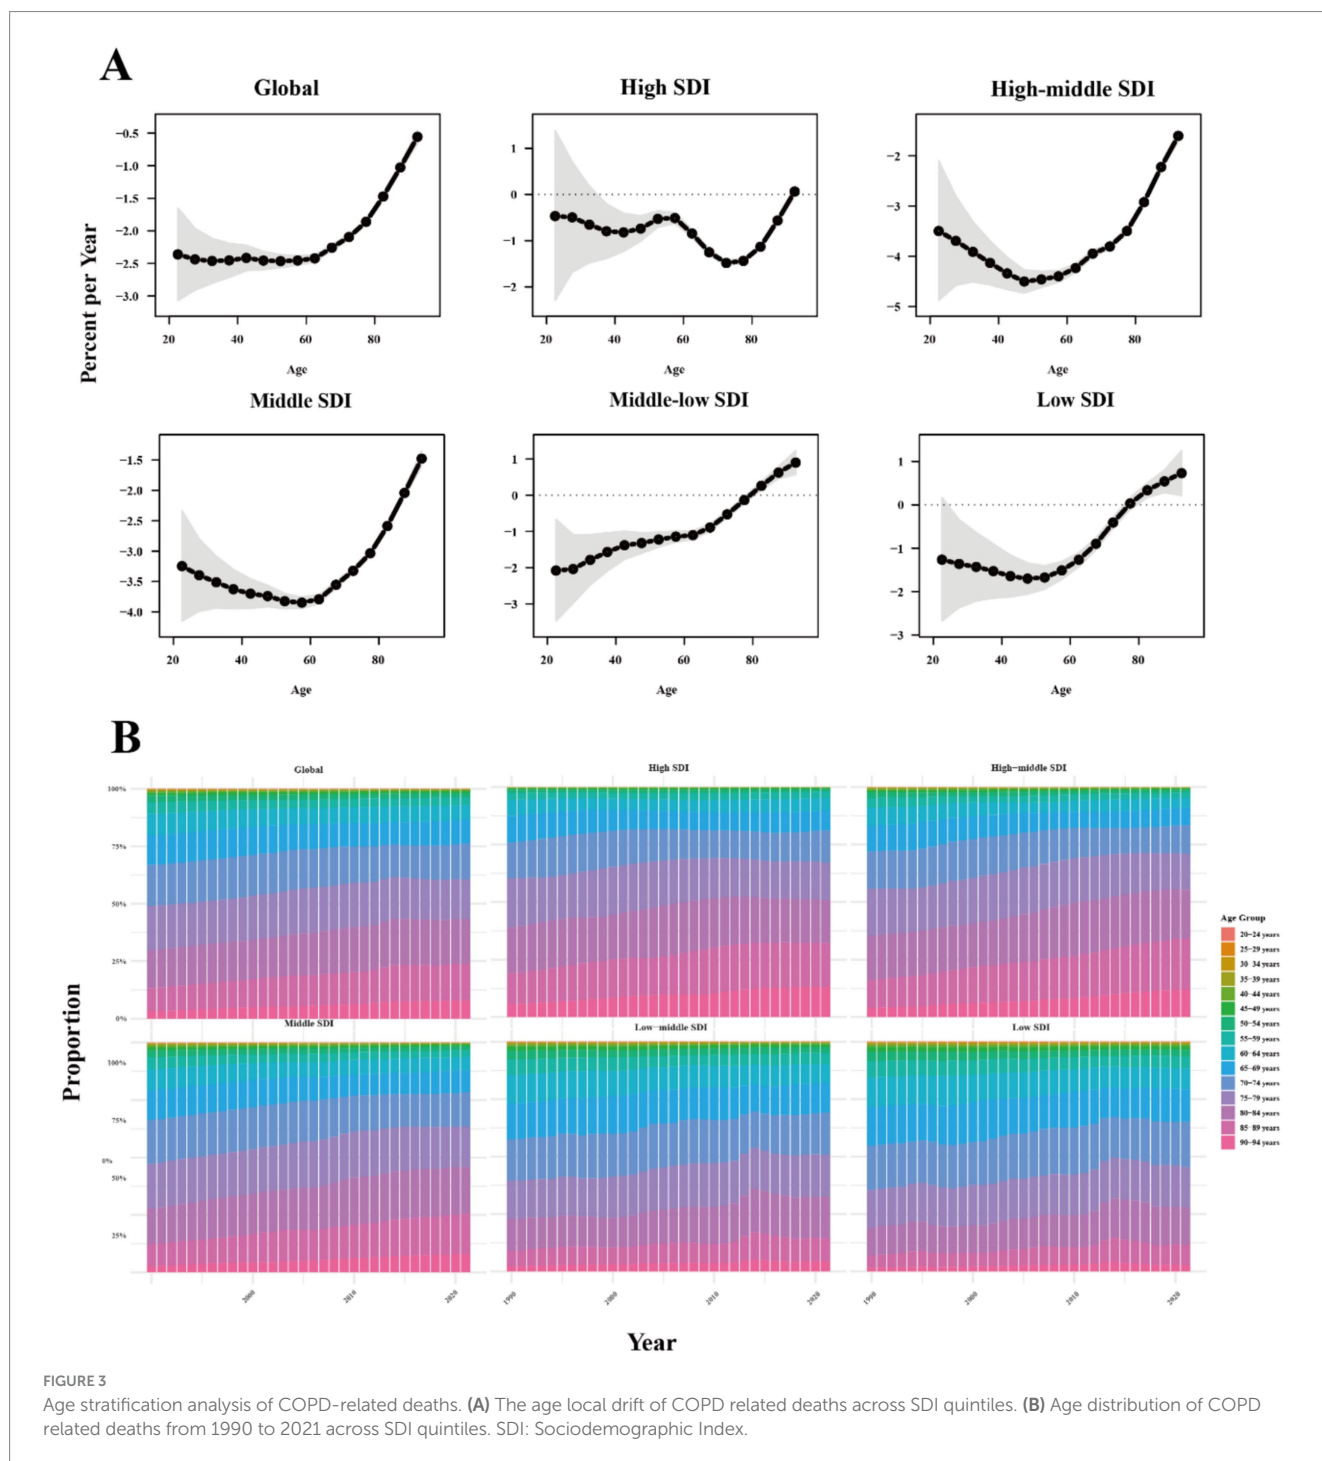 A
Global
High SDI
High-middle SDI
Percent per Year
−0.5
−1.0
−1.5
−2.0
−2.5
−3.0
20 40 60 80
Age
1
0
−1
−2
20 40 60 80
Age
−2
−3
−4
−5
20 40 60 80
Age
Middle SDI
Middle-low SDI
Low SDI
−1.5
−2.0
−2.5
−3.0
−3.5
−4.0
20 40 60 80
Age
1
0
−1
−2
−3
20 40 60 80
Age
1
0
−1
−2
−3
20 40 60 80
Age
B
Global
High SDI
High−middle SDI
100%
75%
50%
25%
0%
Middle SDI
Low−middle SDI
Low SDI
100%
75%
0%
50%
25%
Proportion
2000 2010 2020
1990 2000 2010 2020
1990 2000 2010 2020
Year
Age Group
20−24 years
25−29 years
30 34 years
35−39 years
40−44 years
45−49 years
50−54 years
55−59 years
60−64 years
65−69 years
70−74 years
75−79 years
80−84 years
85−89 years
90−94 years
FIGURE 3
Age stratification analysis of COPD-related deaths. (A) The age local drift of COPD related deaths across SDI quintiles. (B) Age distribution of COPD
related deaths from 1990 to 2021 across SDI quintiles. SDI: Sociodemographic Index.